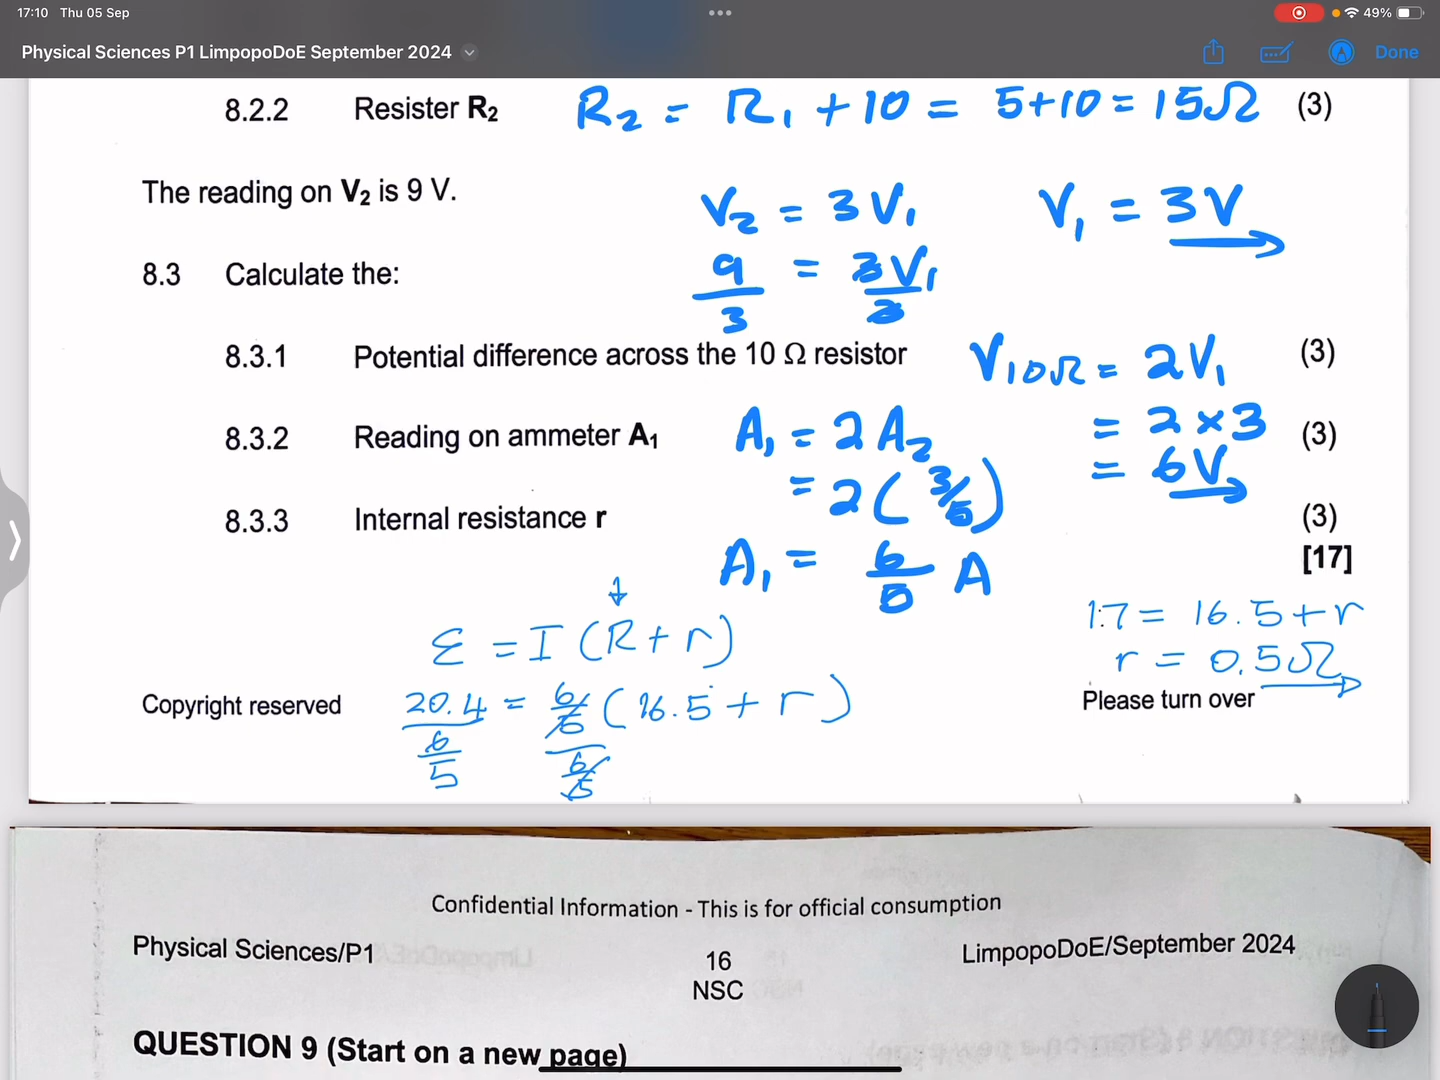 17:10 Thu 05 Sep
49%
Physical Sciences P1 LimpopoDoE September 2024
Done
8.2.2 Resister R₂ R₂ = R₁ + 10 = 5+10 = 15Ω (3)
The reading on V₂ is 9 V.
V₂ = 3V₁ V₁ = 3V
9/3 = 3V₁/3
8.3 Calculate the:
8.3.1 Potential difference across the 10 Ω resistor V₁₀Ω = 2V₁ (3)
= 2 × 3
= 6V
8.3.2 Reading on ammeter A₁ A₁ = 2A₂ (3)
= 2(3/5)
A₁ = 6/5 A
8.3.3 Internal resistance r (3)
[17]
ε = I(R + r)
20.4/(6/5) = 6/5(16.5 + r)/(6/5)
17 = 16.5 + r
r = 0.5Ω
Copyright reserved Please turn over
Confidential Information - This is for official consumption
Physical Sciences/P1 16 LimpopoDoE/September 2024
NSC
QUESTION 9 (Start on a new page)